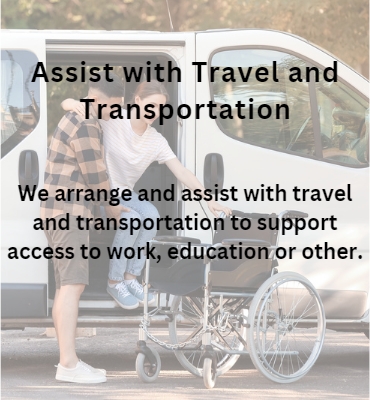 Assist with Travel and
Transportation
We arrange and assist with travel
and transportation to support
access to work, education or other.